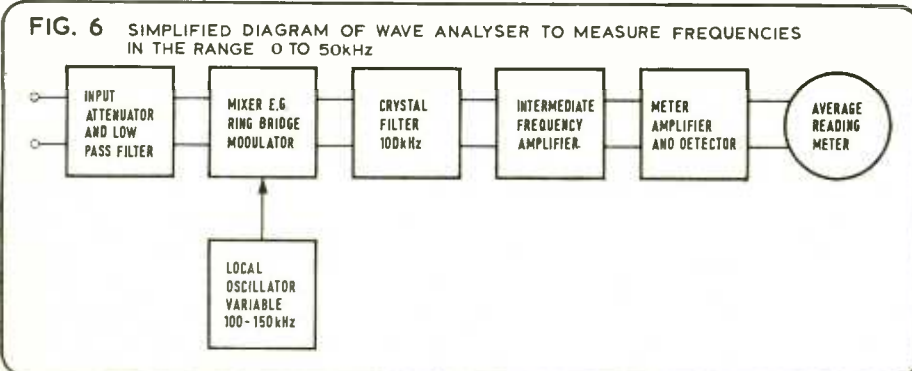 FIG. 6 SIMPLIFIED DIAGRAM OF WAVE ANALYSER TO MEASURE FREQUENCIES
IN THE RANGE 0 TO 50kHz
INPUT
ATTENUATOR
AND LOW
PASS FILTER
MIXER E.G
RING BRIDGE
MODULATOR
CRYSTAL
FILTER
100kHz
INTERMEDIATE
FREQUENCY
AMPLIFIER.
METER
AMPLIFIER
AND DETECTOR
AVERAGE
READING
METER
LOCAL
OSCILLATOR
VARIABLE
100-150kHz